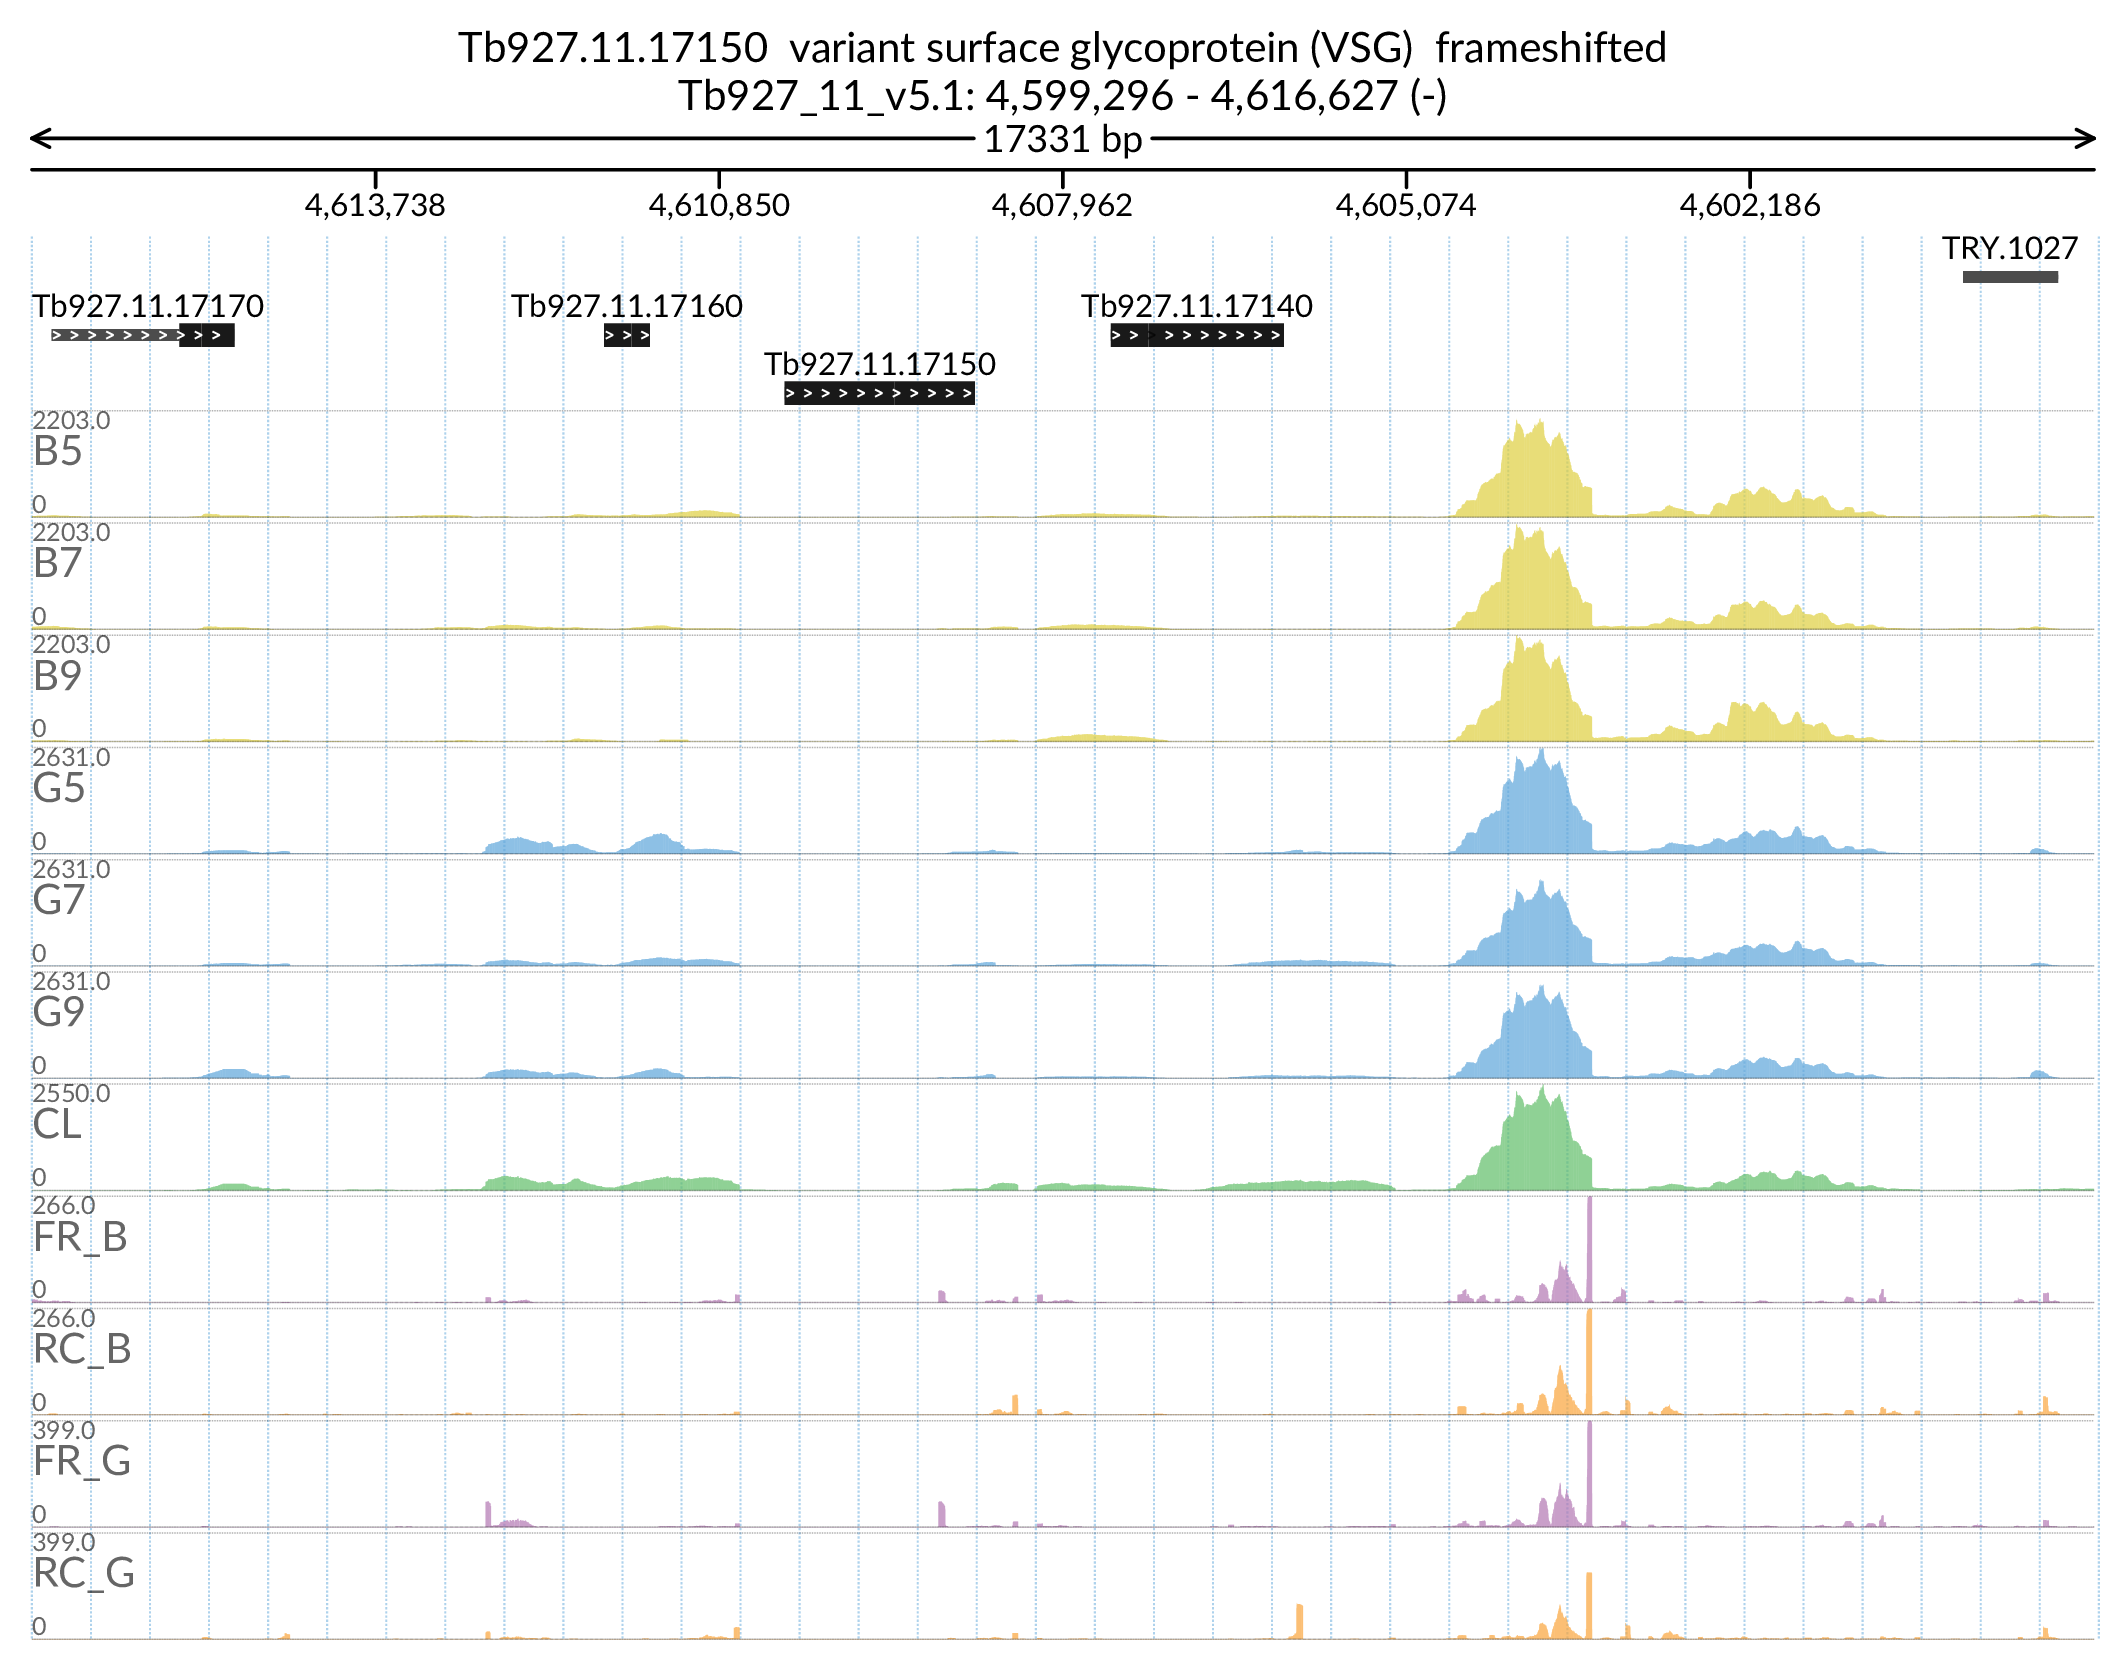 Tb927.11.17150  variant surface glycoprotein (VSG)  frameshifted
Tb927_11_v5.1: 4,599,296 - 4,616,627 (-)
17331 bp
4,613,738 4,610,850 4,607,962 4,605,074 4,602,186
TRY.1027
Tb927.11.17170 Tb927.11.17160 Tb927.11.17140
Tb927.11.17150
2203.0
B5
0
2203.0
B7
0
2203.0
B9
0
2631.0
G5
0
2631.0
G7
0
2631.0
G9
0
2550.0
CL
0
266.0
FR_B
0
266.0
RC_B
0
399.0
FR_G
0
399.0
RC_G
0